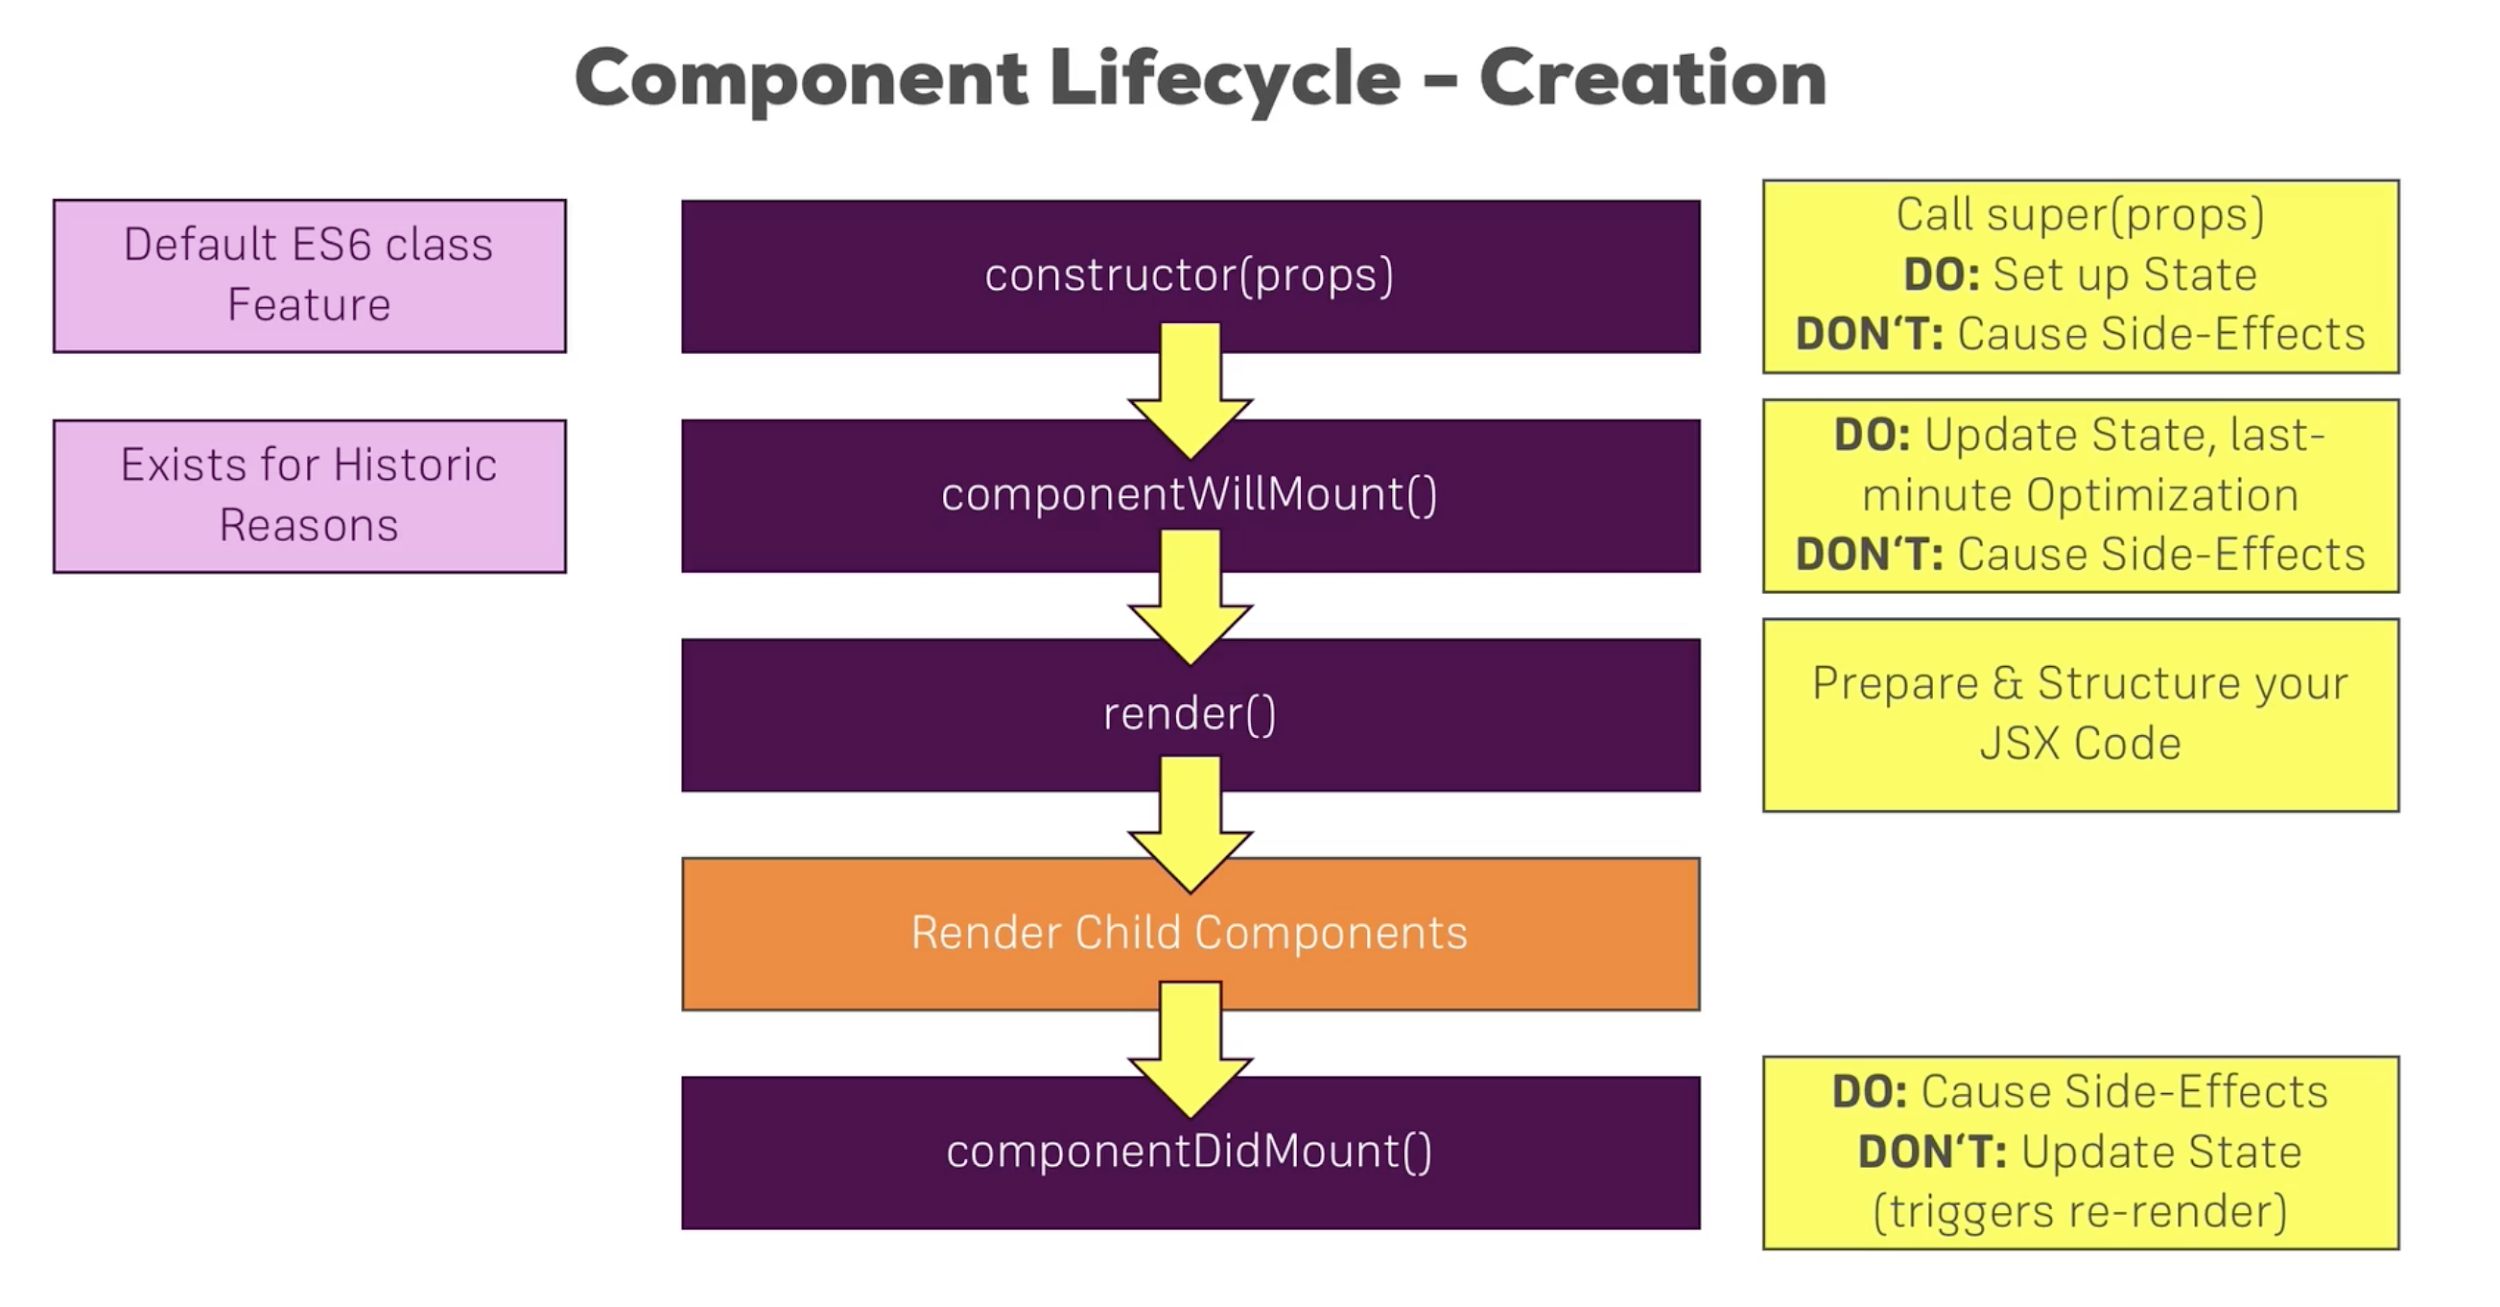 Component Lifecycle – Creation
Default ES6 class
Feature
constructor(props)
Call super(props)
DO: Set up State
DON‘T: Cause Side-Effects
Exists for Historic
Reasons
componentWillMount()
DO: Update State, last-
minute Optimization
DON‘T: Cause Side-Effects
render()
Prepare & Structure your
JSX Code
Render Child Components
componentDidMount()
DO: Cause Side-Effects
DON‘T: Update State
(triggers re-render)